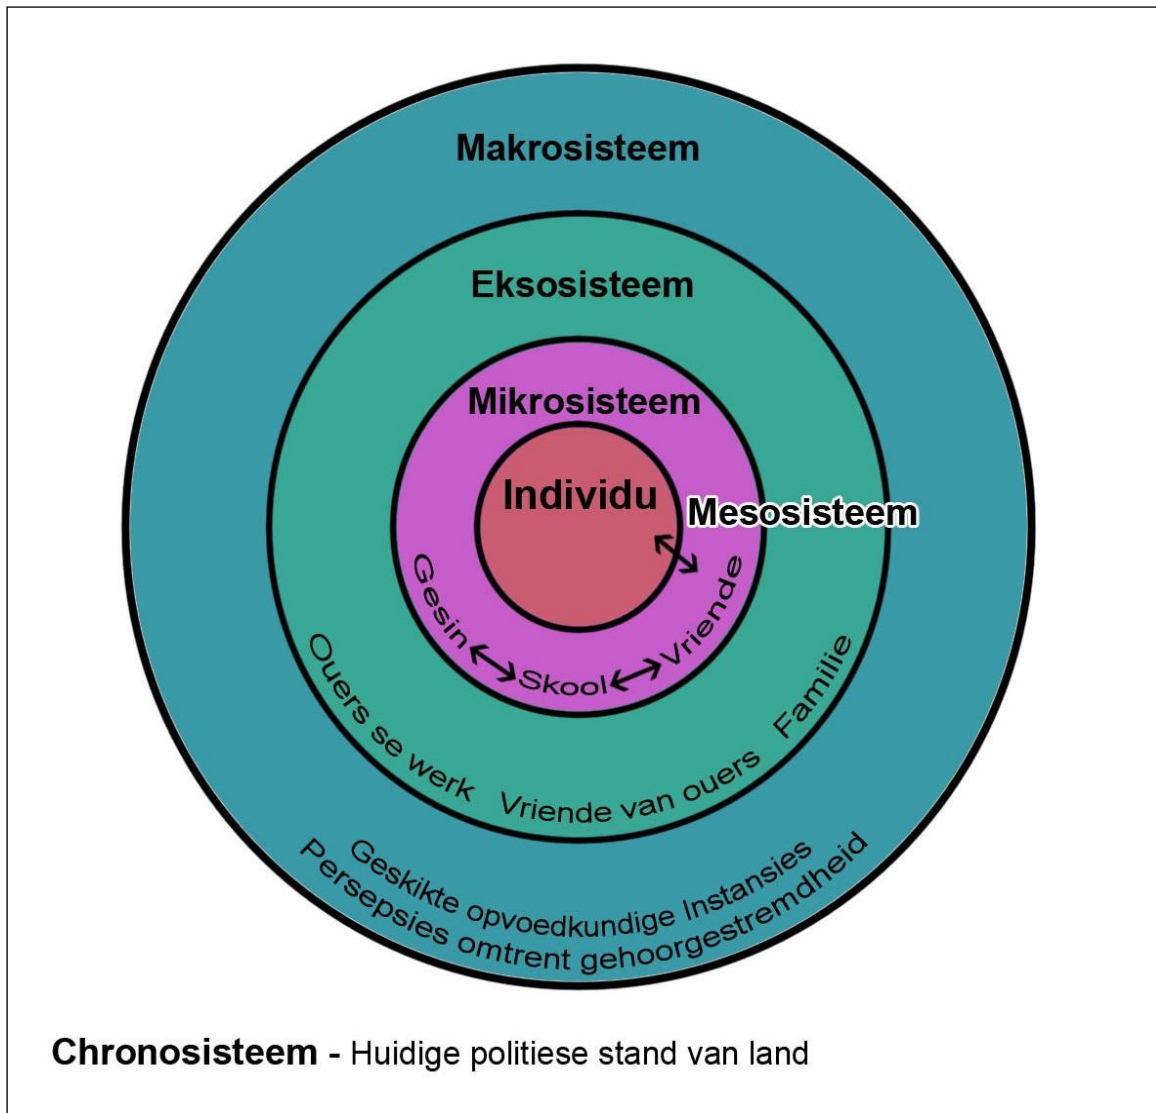 Makrosisteem
Eksosisteem
Mikrosisteem
Individu
Mesosisteem
Gesin
Skool
Vriende
Ouers se werk
Vriende van ouers
Familie
Geskikte opvoedkundige Instansies
Persepsies omtrent gehoorgestremdheid
Chronosisteem - Huidige politiese stand van land